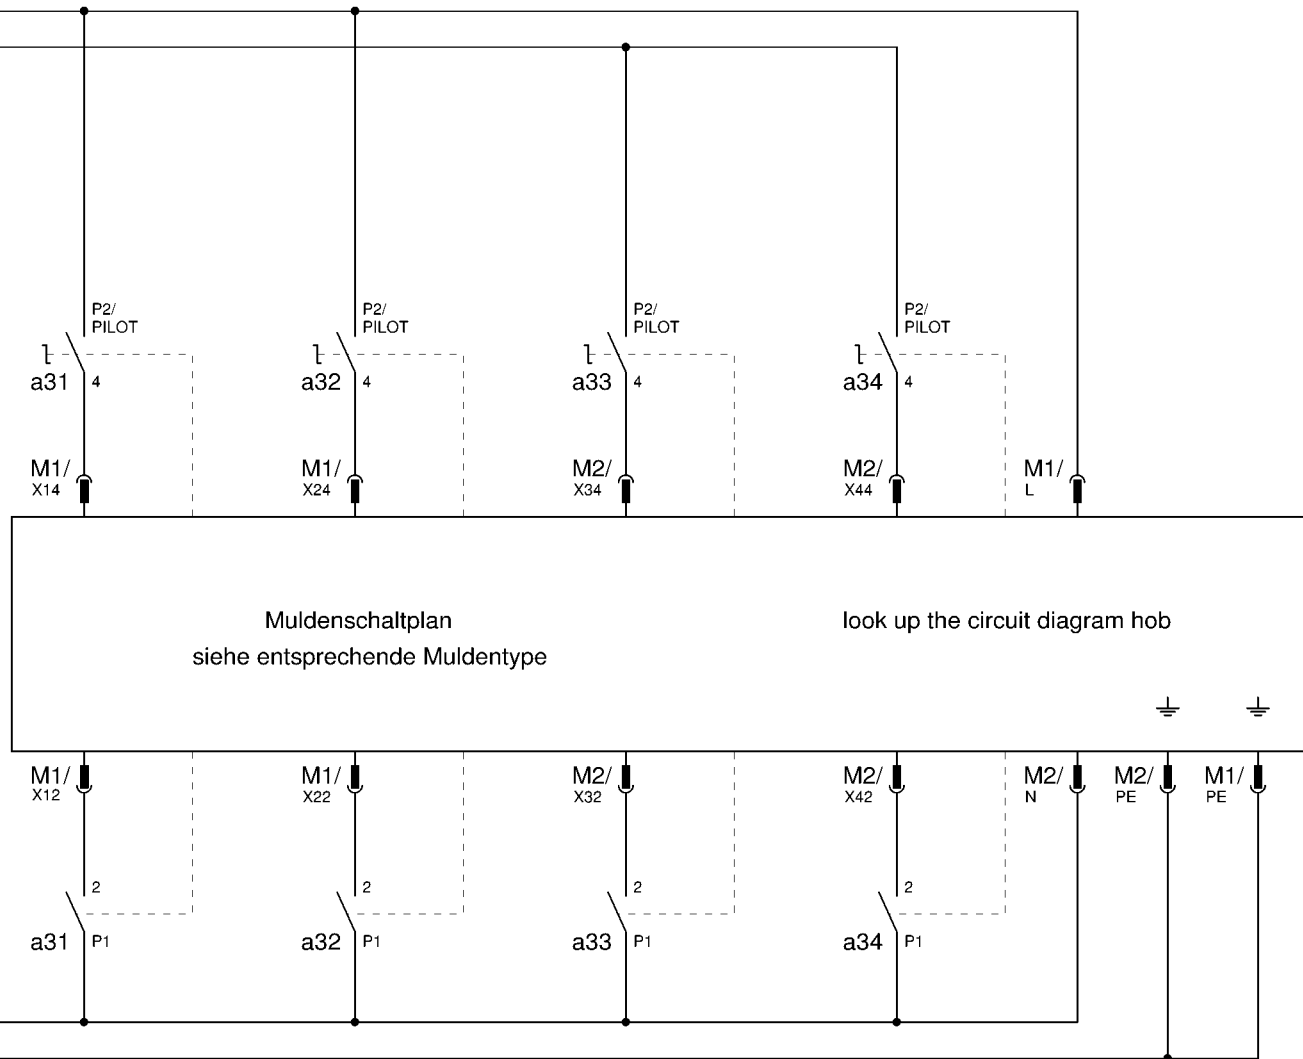 P2/ P2/ P2/ P2/
PILOT PILOT PILOT PILOT
a31 4 a32 4 a33 4 a34 4
M1/ M1/ M2/ M2/ M1/
X14 X24 X34 X44 L
Muldenschaltplan look up the circuit diagram hob
siehe entsprechende Muldentype
M1/ M1/ M2/ M2/ M2/ M2/ M1/
X12 X22 X32 X42 N PE PE
2 2 2 2
a31 P1 a32 P1 a33 P1 a34 P1